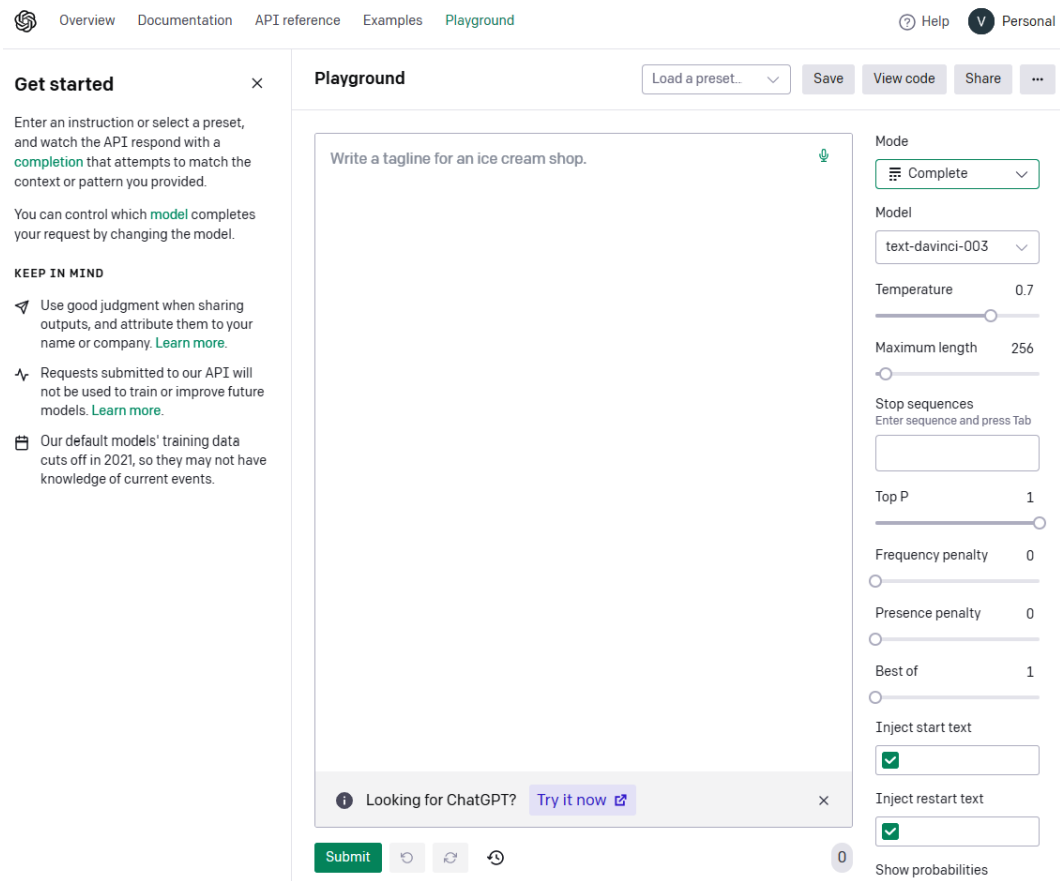 Overview Documentation API reference Examples Playground
Help V Personal
Get started
Enter an instruction or select a preset,
and watch the API respond with a
completion that attempts to match the
context or pattern you provided.
You can control which model completes
your request by changing the model.
KEEP IN MIND
Use good judgment when sharing
outputs, and attribute them to your
name or company. Learn more.
Requests submitted to our API will
not be used to train or improve future
models. Learn more.
Our default models' training data
cuts off in 2021, so they may not have
knowledge of current events.
Playground
Load a preset..
Save
View code
Share
...
Write a tagline for an ice cream shop.
Looking for ChatGPT? Try it now
Submit
0
Mode
Complete
Model
text-davinci-003
Temperature 0.7
Maximum length 256
Stop sequences
Enter sequence and press Tab
Top P 1
Frequency penalty 0
Presence penalty 0
Best of 1
Inject start text
Inject restart text
Show probabilities